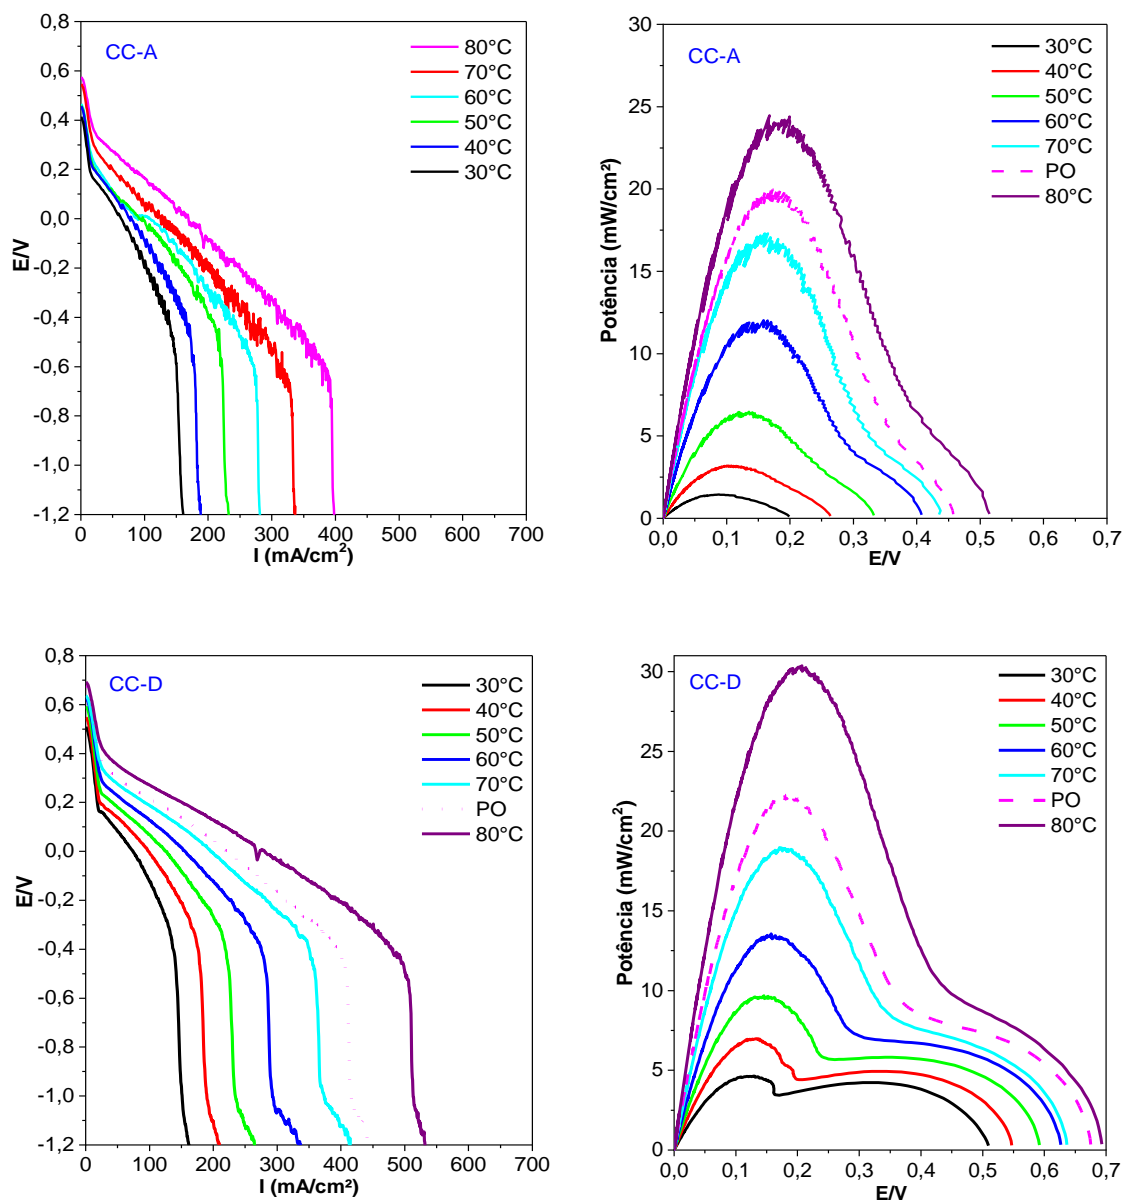 CC-A
80°C
70°C
60°C
50°C
40°C
30°C
0,8
0,6
0,4
0,2
0,0
-0,2
-0,4
-0,6
-0,8
-1,0
-1,2
E/V
0 100 200 300 400 500 600 700
I (mA/cm²)
CC-A
30°C
40°C
50°C
60°C
70°C
PO
80°C
30
25
20
15
10
5
0
Potência (mW/cm²)
0,0 0,1 0,2 0,3 0,4 0,5 0,6 0,7
E/V
CC-D
30°C
40°C
50°C
60°C
70°C
PO
80°C
0,8
0,6
0,4
0,2
0,0
-0,2
-0,4
-0,6
-0,8
-1,0
-1,2
E/V
0 100 200 300 400 500 600 700
I (mA/cm²)
CC-D
30°C
40°C
50°C
60°C
70°C
PO
80°C
30
25
20
15
10
5
0
Potência (mW/cm²)
0,0 0,1 0,2 0,3 0,4 0,5 0,6 0,7
E/V